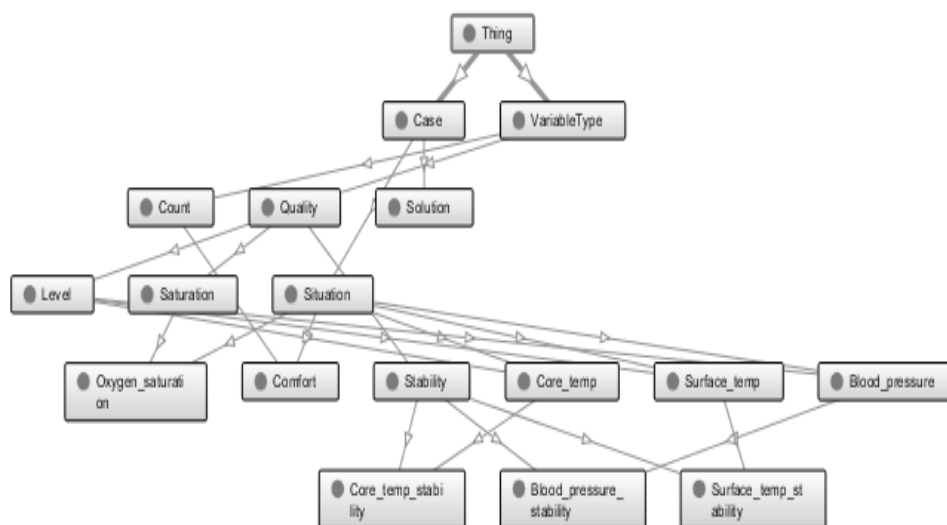 Thing
Case
VariableType
Count
Quality
Solution
Level
Saturation
Situation
Oxygen_saturati
on
Comfort
Stability
Core_temp
Surface_temp
Blood_pressure
Core_temp_stabi
lity
Blood_pressure_
stability
Surface_temp_st
ability